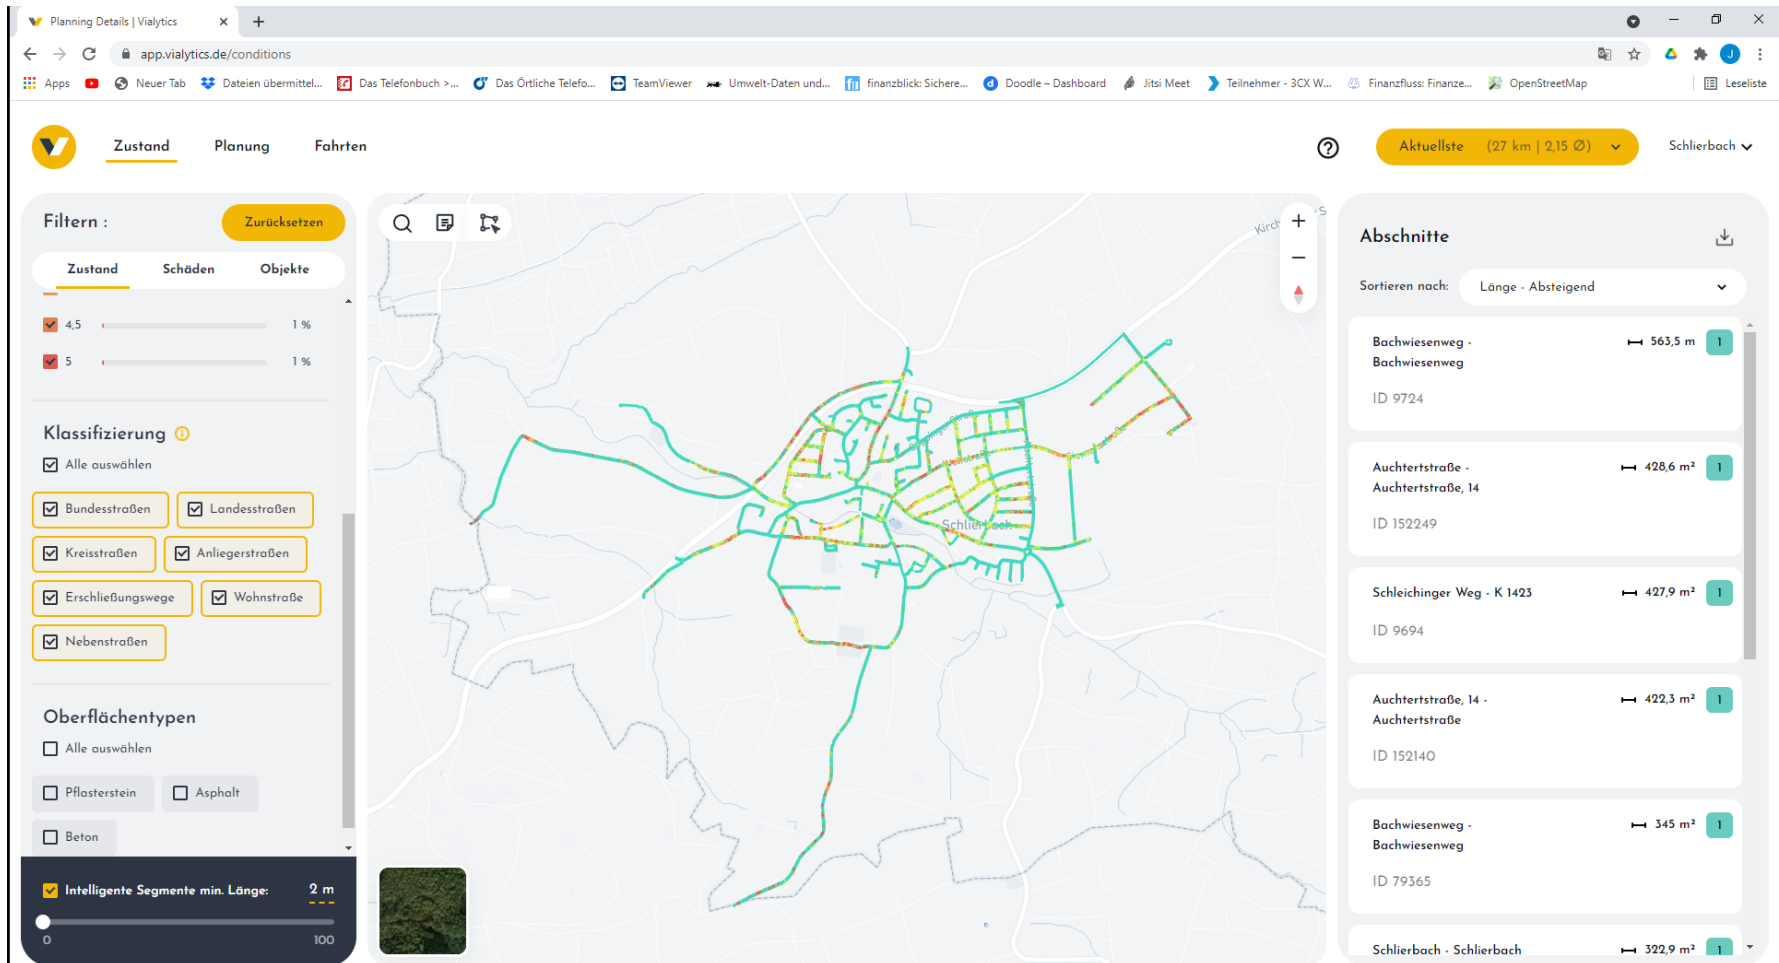 Planning Details | Vialytics
app.vialytics.de/conditions
Apps
Neuer Tab
Dateien übermittel...
Das Telefonbuch >...
Das Örtliche Telefo...
TeamViewer
Umwelt-Daten und...
finanzblick: Sichere...
Doodle – Dashboard
Jitsi Meet
Teilnehmer - 3CX W...
Finanzfluss: Finanze...
OpenStreetMap
Leseliste
Zustand
Planung
Fahrten
Aktuellste (27 km | 2,15 Ø)
Schlierbach
Filtern :
Zurücksetzen
Zustand
Schäden
Objekte
4,5
1 %
5
1 %
Klassifizierung
Alle auswählen
Bundesstraßen
Landesstraßen
Kreisstraßen
Anliegerstraßen
Erschließungswege
Wohnstraße
Nebenstraßen
Oberflächentypen
Alle auswählen
Pflasterstein
Asphalt
Beton
Intelligente Segmente min. Länge:
2 m
0
100
Schlierbach
Abschnitte
Sortieren nach:
Länge - Absteigend
Bachwiesenweg -
Bachwiesenweg
563,5 m
1
ID 9724
Auchtertstraße -
Auchtertstraße, 14
428,6 m²
1
ID 152249
Schleichinger Weg - K 1423
427,9 m²
1
ID 9694
Auchtertstraße, 14 -
Auchtertstraße
422,3 m²
1
ID 152140
Bachwiesenweg -
Bachwiesenweg
345 m²
1
ID 79365
Schlierbach - Schlierbach
322,9 m²
1